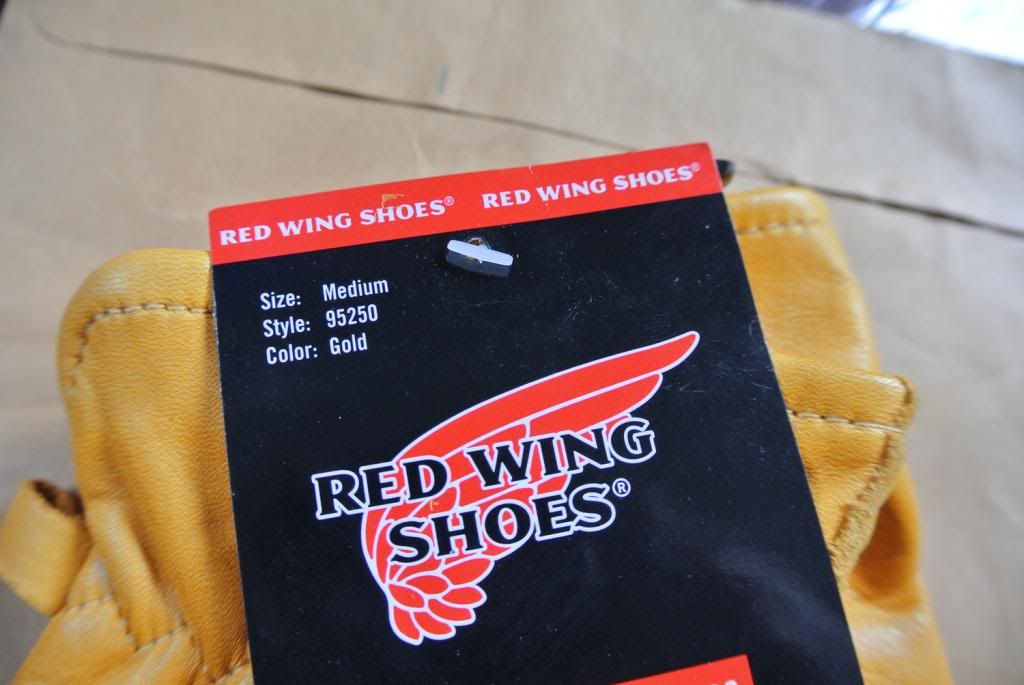 RED WING SHOES® RED WING SHOES®
Size: Medium
Style: 95250
Color: Gold
RED WING
SHOES®